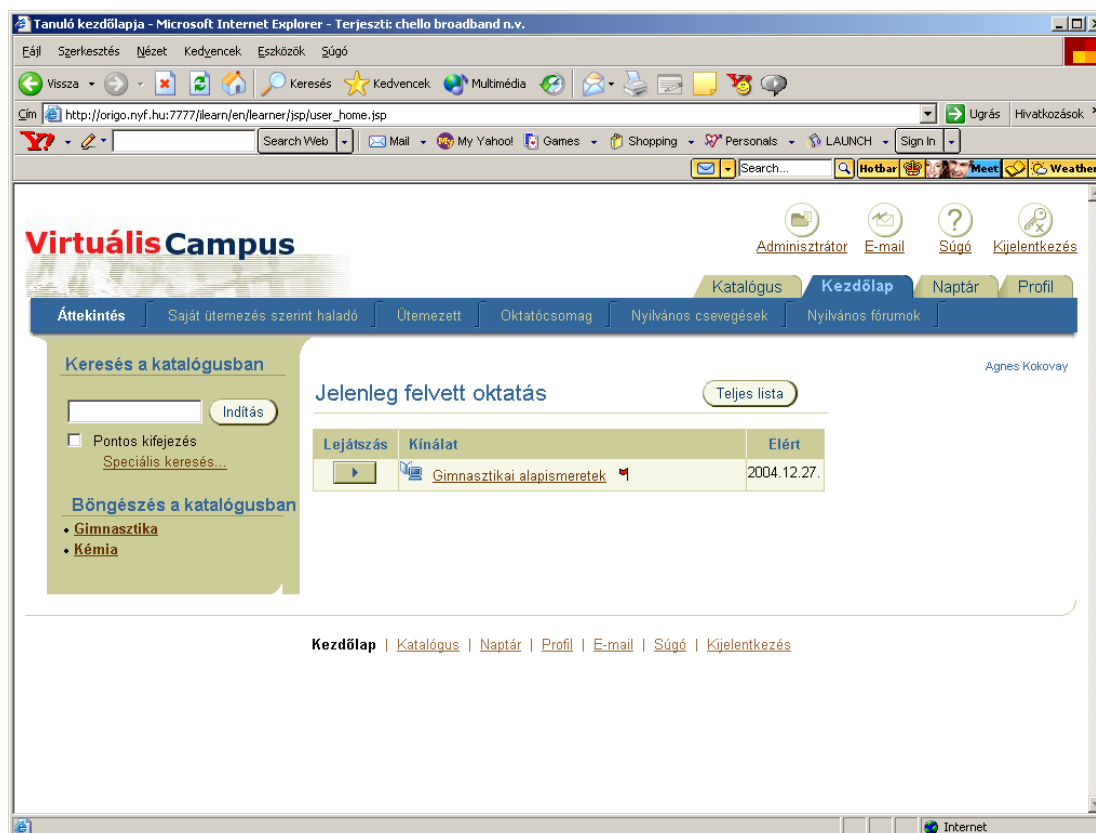 Tanuló kezdőlapja - Microsoft Internet Explorer - Terjeszti: chello broadband n.v.
Fájl Szerkesztés Nézet Kedvencek Eszközök Súgó
Vissza Keresés Kedvencek Multimédia
Cím http://origo.nyf.hu:7777/ilearn/en/learner/jsp/user_home.jsp Ugrás Hivatkozások »
Y! Search Web Mail My Yahoo! Games Shopping Personals LAUNCH Sign In
Search... Hotbar Meet Weather
Virtuális Campus
Adminisztrátor E-mail Súgó Kijelentkezés
Katalógus Kezdőlap Naptár Profil
Áttekintés Saját ütemezés szerint haladó Ütemezett Oktatócsomag Nyilvános csevegések Nyilvános fórumok
Agnes Kokovay
Keresés a katalógusban
Indítás
Pontos kifejezés
Speciális keresés...
Böngészés a katalógusban
• Gimnasztika
• Kémia
Jelenleg felvett oktatás Teljes lista
Lejátszás Kínálat Elért
Gimnasztikai alapismeretek 2004.12.27.
Kezdőlap | Katalógus | Naptár | Profil | E-mail | Súgó | Kijelentkezés
Internet